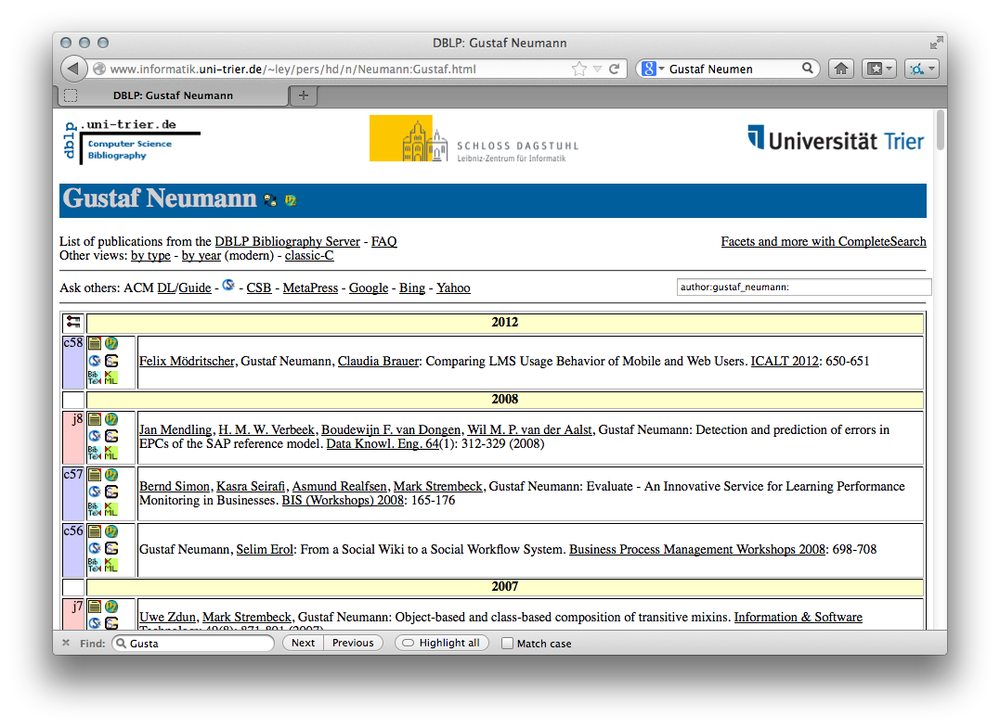 DBLP: Gustaf Neumann
www.informatik.uni-trier.de/~ley/pers/hd/n/Neumann:Gustaf.html
Gustaf Neumen
DBLP: Gustaf Neumann
dblp.uni-trier.de
Computer Science
Bibliography
SCHLOSS DAGSTUHL
Leibniz-Zentrum für Informatik
Universität Trier
Gustaf Neumann
List of publications from the DBLP Bibliography Server - FAQ
Facets and more with CompleteSearch
Other views: by type - by year (modern) - classic-C
Ask others: ACM DL/Guide - - CSB - MetaPress - Google - Bing - Yahoo
author:gustaf_neumann:
2012
c58
Felix Mödritscher, Gustaf Neumann, Claudia Brauer: Comparing LMS Usage Behavior of Mobile and Web Users. ICALT 2012: 650-651
2008
j8
Jan Mendling, H. M. W. Verbeek, Boudewijn F. van Dongen, Wil M. P. van der Aalst, Gustaf Neumann: Detection and prediction of errors in
EPCs of the SAP reference model. Data Knowl. Eng. 64(1): 312-329 (2008)
c57
Bernd Simon, Kasra Seirafi, Asmund Realfsen, Mark Strembeck, Gustaf Neumann: Evaluate - An Innovative Service for Learning Performance
Monitoring in Businesses. BIS (Workshops) 2008: 165-176
c56
Gustaf Neumann, Selim Erol: From a Social Wiki to a Social Workflow System. Business Process Management Workshops 2008: 698-708
2007
j7
Uwe Zdun, Mark Strembeck, Gustaf Neumann: Object-based and class-based composition of transitive mixins. Information & Software
Technology 49(8): 871-891 (2007)
Find: Gusta Next Previous Highlight all Match case